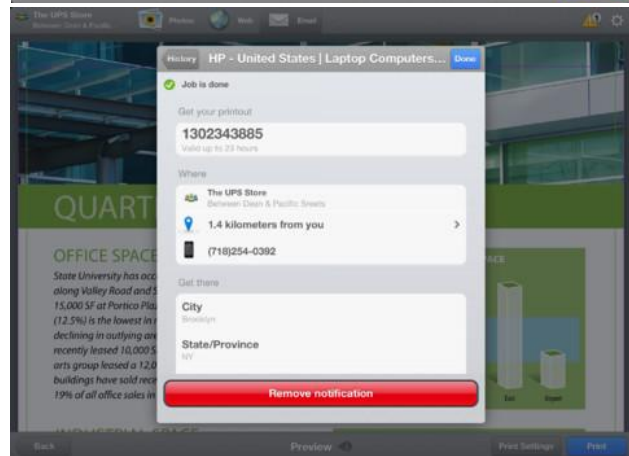 The UPS Store
Between Dean & Pacific
Photos
Web
Email
History
HP - United States | Laptop Computers...
Done
Job is done
Get your printout
1302343885
Valid up to 23 hours
Where
The UPS Store
Between Dean & Pacific Sreets
1.4 kilometers from you
(718)254-0392
Get there
City
Brooklyn
State/Province
NY
Remove notification
QUART
OFFICE SPACE
State University has occ
along Valley Road and S
15,000 SF at Portico Pla
(12.5%) is the lowest in
declining in outlying are
recently leased 10,000 S
arts group leased a 12,0
buildings have sold rece
19% of all office sales in
INDUSTRIAL SPACE
Back
Preview
Print Settings
Print